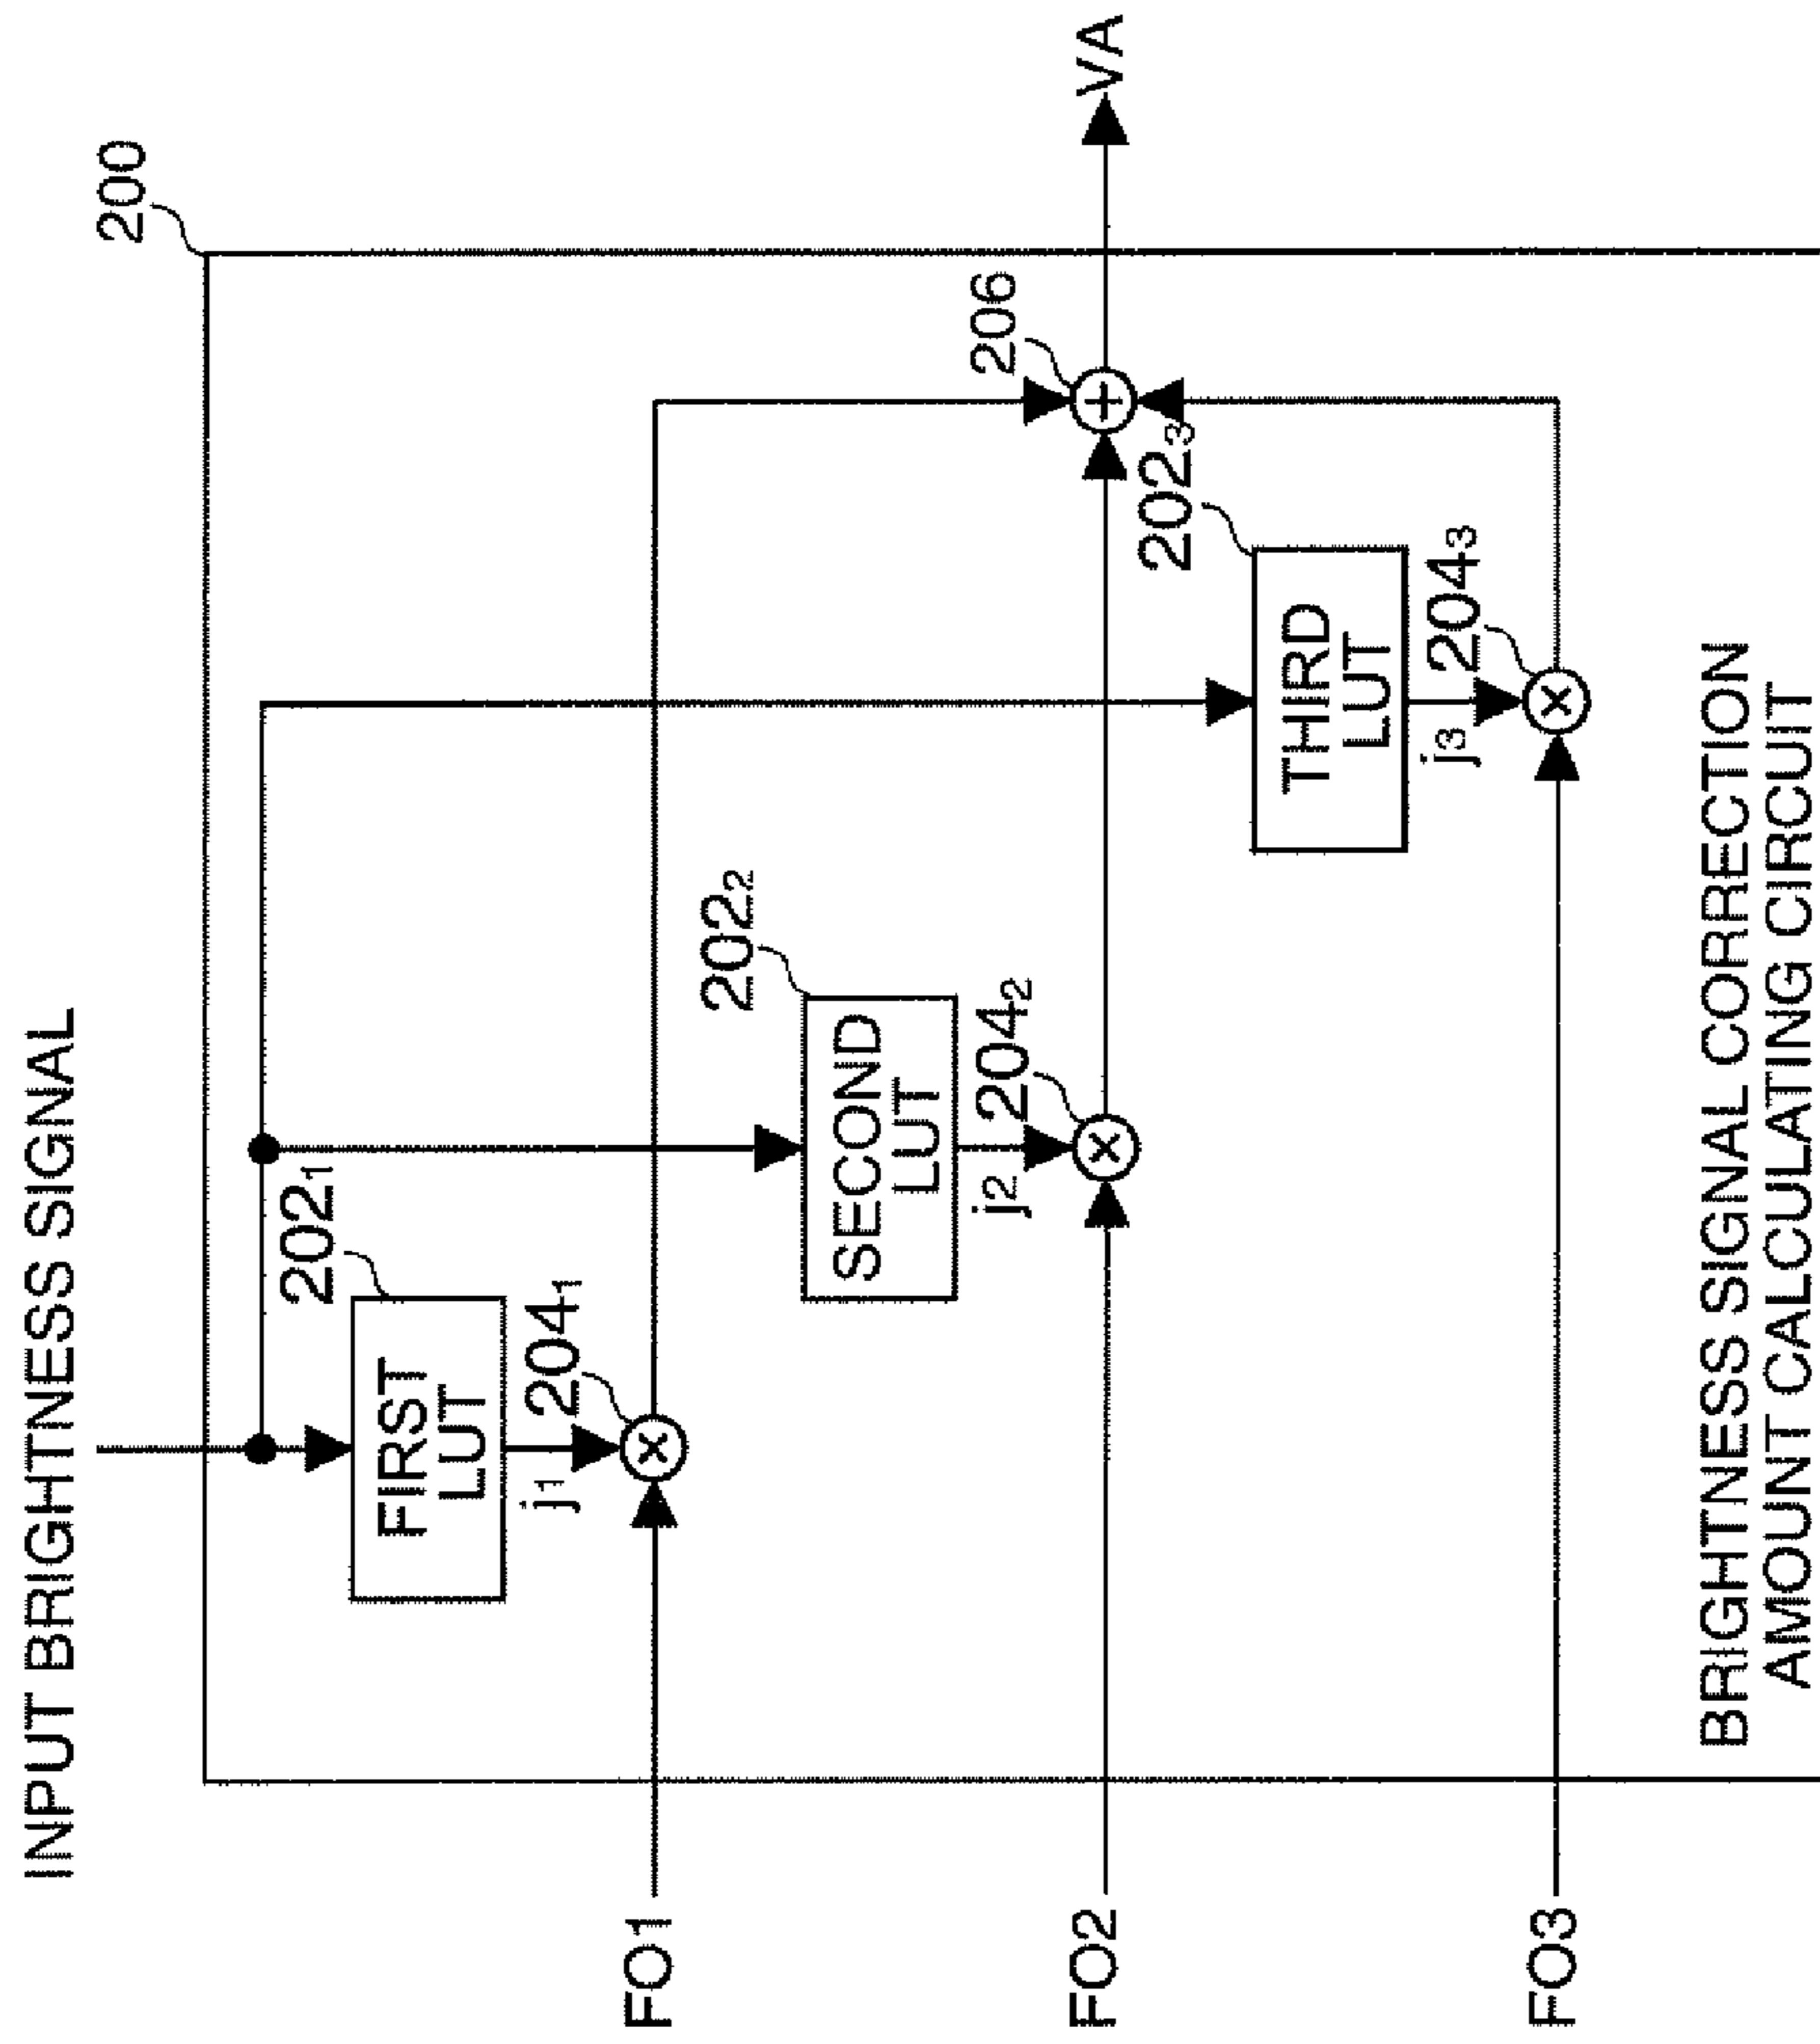 INPUT BRIGHTNESS SIGNAL
200
202₁
FIRST
LUT
j₁
204₁
FO1
202₂
SECOND
LUT
j₂
204₂
206
VA
FO2
202₃
THIRD
LUT
j₃
204₃
FO3
BRIGHTNESS SIGNAL CORRECTION
AMOUNT CALCULATING CIRCUIT